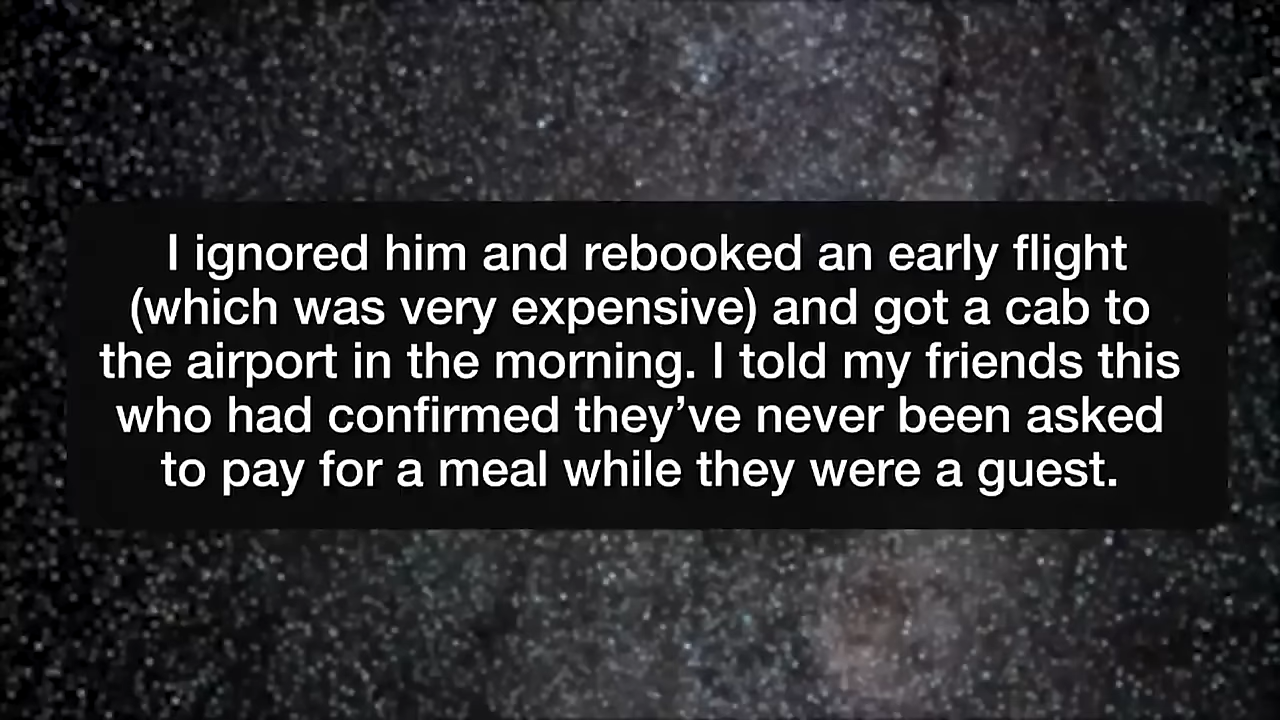 I ignored him and rebooked an early flight
(which was very expensive) and got a cab to
the airport in the morning. I told my friends this
who had confirmed they’ve never been asked
to pay for a meal while they were a guest.